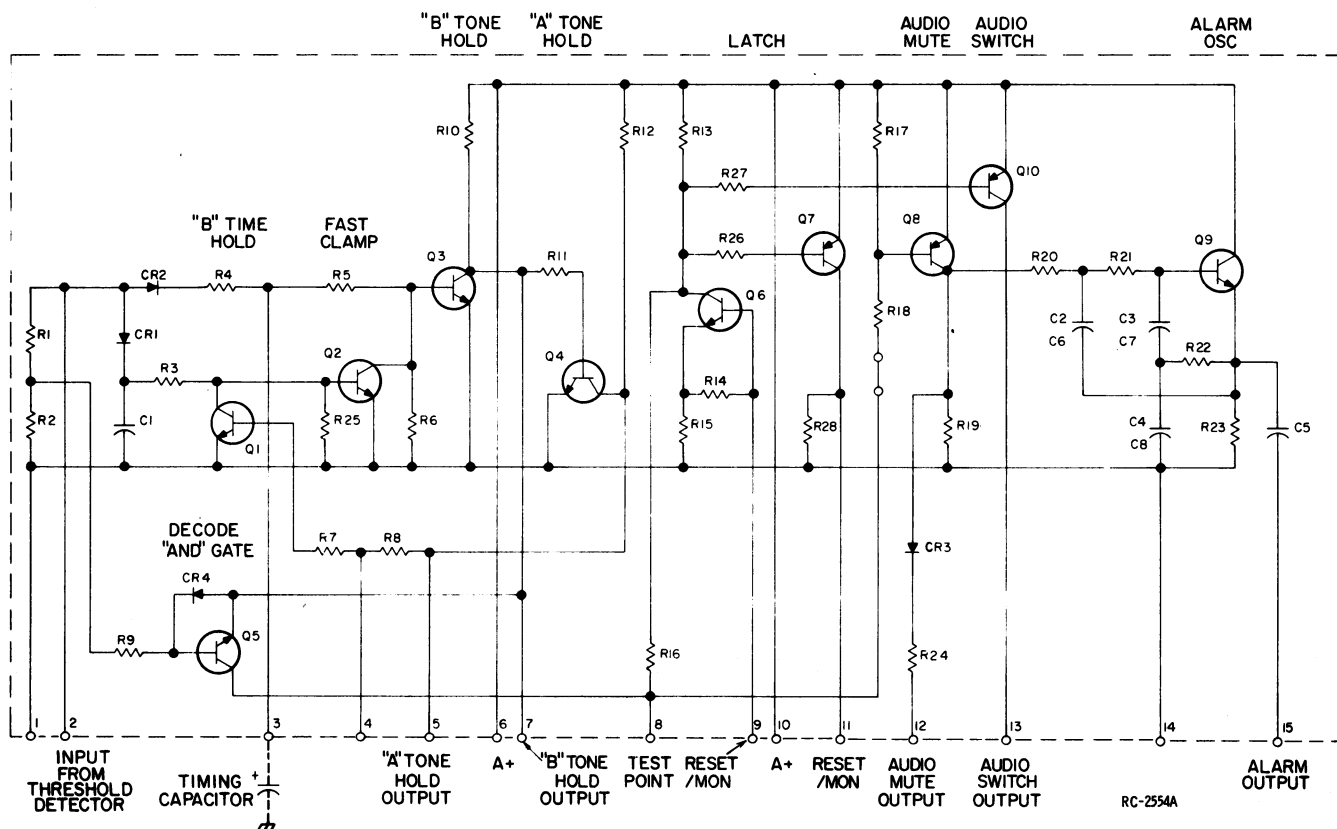 "B" TONE HOLD
"A" TONE HOLD
LATCH
AUDIO MUTE
AUDIO SWITCH
ALARM OSC
R10
R12
R13
R17
R27
Q10
"B" TIME HOLD
FAST CLAMP
Q7
Q8
CR2
R4
R5
Q3
R11
R26
R20
R21
Q9
R1
CR1
Q6
R18
C2
C6
C3
C7
R3
Q2
Q4
R22
R2
C1
R25
R6
R14
R15
R28
R19
C4
C8
R23
C5
Q1
DECODE "AND" GATE
R7
R8
CR3
CR4
R9
Q5
R16
R24
1
2
3
4
5
6
7
8
9
10
11
12
13
14
15
INPUT FROM THRESHOLD DETECTOR
TIMING CAPACITOR
+
"A" TONE HOLD OUTPUT
A+
"B" TONE HOLD OUTPUT
TEST POINT
RESET /MON
A+
RESET /MON
AUDIO MUTE OUTPUT
AUDIO SWITCH OUTPUT
RC-2554A
ALARM OUTPUT